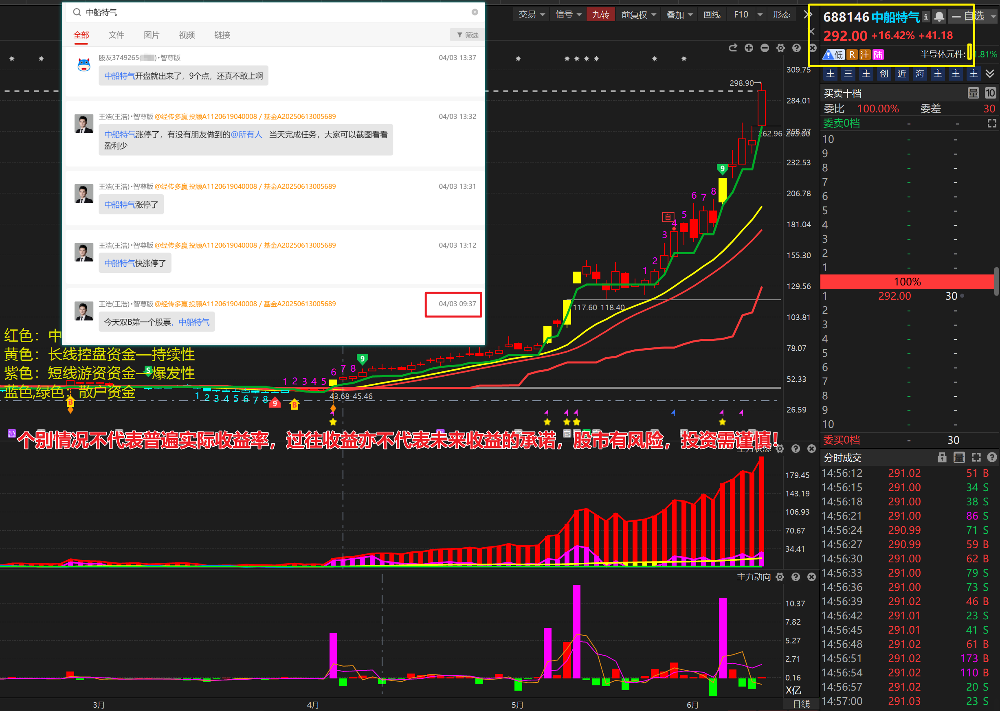 中船特气
全部 文件 图片 视频 链接 筛选
股友3749265( )•智尊版 04/03 13:37
中船特气开盘就出来了，9个点，还真不敢上啊
王浩(王浩)•智尊版 @经传多赢投顾A1120619040008 / 基金A20250613005689 04/03 13:32
中船特气涨停了，有没有朋友做到的@所有人 当天完成任务，大家可以截图看看
盈利少
王浩(王浩)•智尊版 @经传多赢投顾A1120619040008 / 基金A20250613005689 04/03 13:31
中船特气涨停了
王浩(王浩)•智尊版 @经传多赢投顾A1120619040008 / 基金A20250613005689 04/03 13:12
中船特气快涨停了
王浩(王浩)•智尊版 @经传多赢投顾A1120619040008 / 基金A20250613005689 04/03 09:37
今天双B第一个股票，中船特气
交易 信号 九转 前复权 叠加 画线 F10 形态
298.90→
262.96-263.00
117.60-118.40
43.68-45.46
309.75
284.01
258.27
232.53
206.78
181.04
155.30
129.56
103.81
78.07
52.33
26.59
自
1 2 3 4 5 6 7 8 9
1 2 3 4 5 6 7 8 9
1 2 3 4 5 6 7 8 9
S
B
B
红色：中
黄色：长线控盘资金—持续性
紫色：短线游资资金—爆发性
蓝色,绿色：散户资金
个别情况不代表普遍实际收益率，过往收益亦不代表未来收益的承诺，股市有风险，投资需谨慎！
主力状态
179.45
143.19
106.93
70.67
34.41
主力动向
10.37
7.82
5.27
2.71
0.16
X亿
3月 4月 5月 6月 日线
688146 中船特气 自选
292.00 +16.42% +41.18
低 R 注 陆 半导体元件: .81%
主 三 主 创 近 海 主 主 主
买卖十档 量 10
委比 100.00% 委差 30
委卖0档 - -
10 - -
9 - -
8 - -
7 - -
6 - -
5 - -
4 - -
3 - -
2 - -
1 - -
100%
1 292.00 30
2 - -
3 - -
4 - -
5 - -
6 - -
7 - -
8 - -
9 - -
10 - -
委买0档 - 30
分时成交 量
14:56:12 291.02 51 B
14:56:15 291.00 34 S
14:56:18 291.00 38 S
14:56:21 291.00 86 S
14:56:24 290.99 71 S
14:56:27 290.99 59 B
14:56:30 291.00 62 B
14:56:33 291.00 79 S
14:56:36 291.00 73 S
14:56:39 291.02 46 B
14:56:42 291.01 23 S
14:56:45 291.01 41 S
14:56:48 291.02 61 B
14:56:51 291.02 173 B
14:56:54 291.02 110 B
14:56:57 291.02 20 S
14:57:00 291.03 23 S